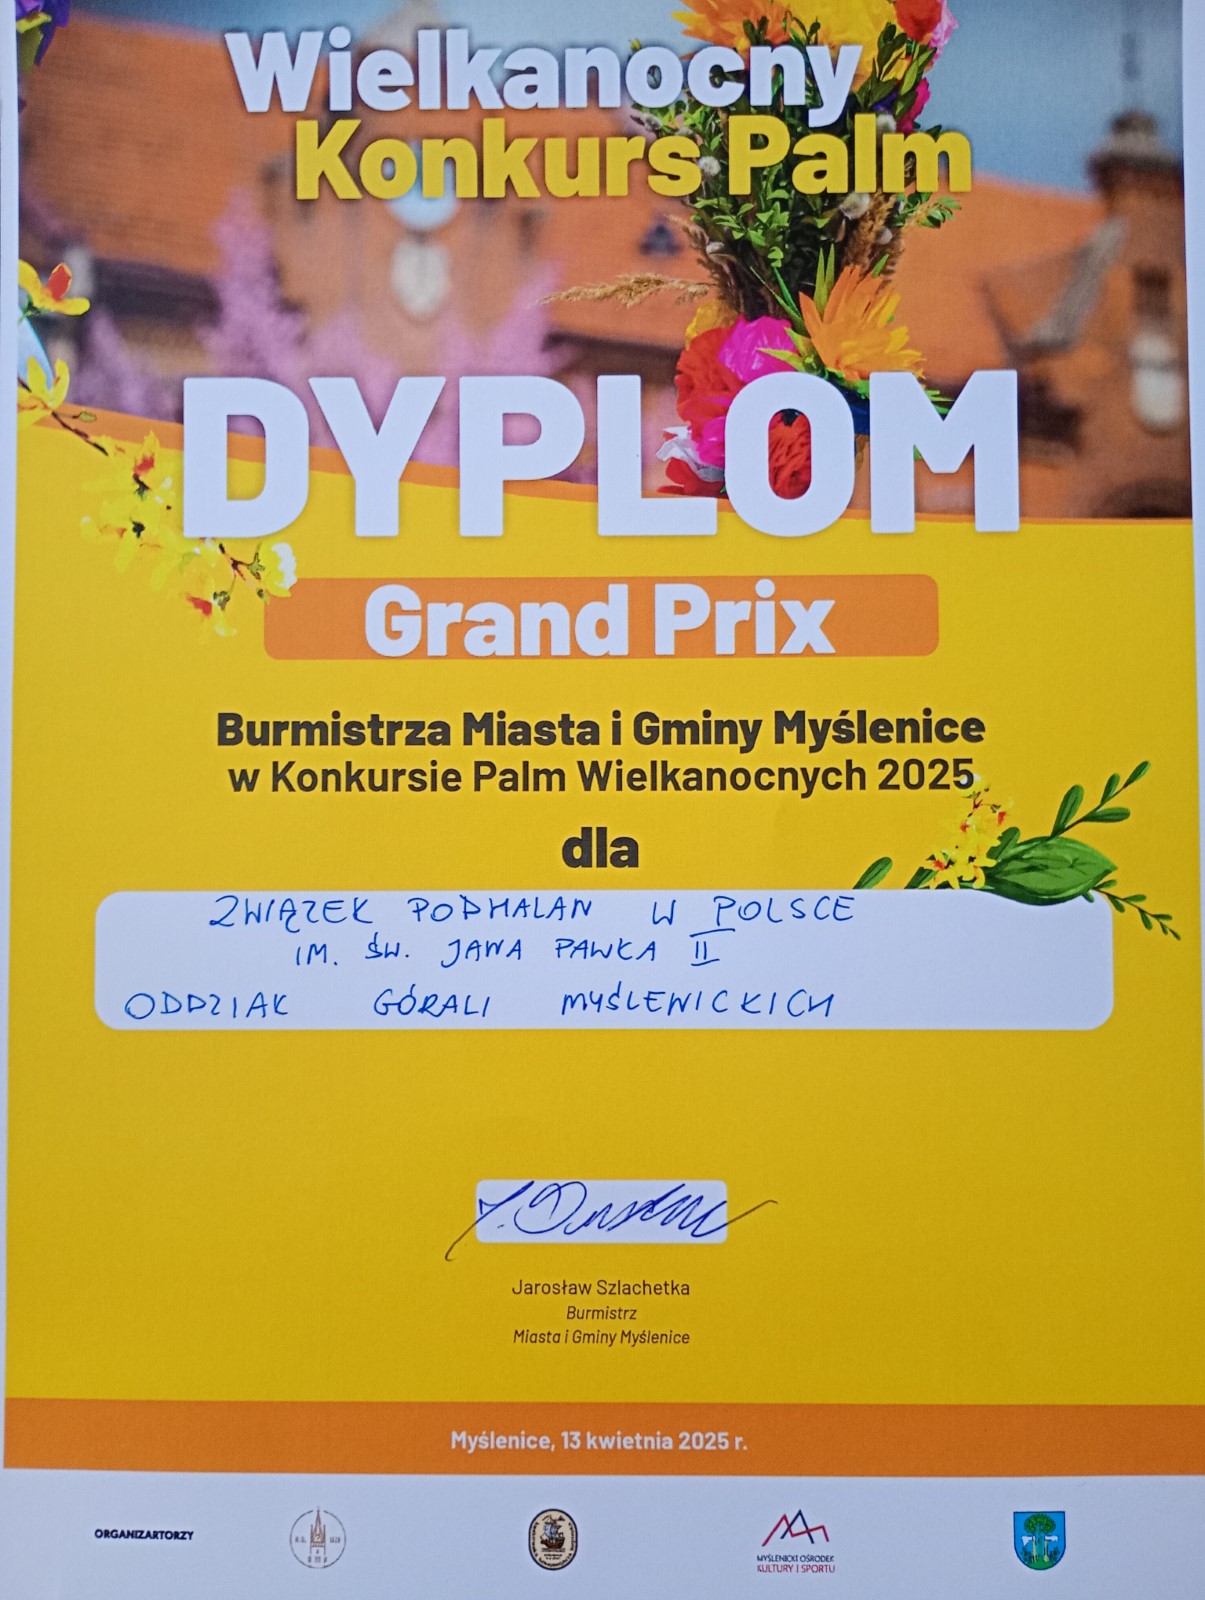 Wielkanocny
Konkurs Palm
DYPLOM
Grand Prix
Burmistrza Miasta i Gminy Myślenice
w Konkursie Palm Wielkanocnych 2025
dla
ZWIĄZEK PODHALAN W POLSCE
IM. ŚW. JANA PAWŁA II
ODDZIAŁ GÓRALI MYŚLENICKICH
Jarosław Szlachetka
Burmistrz
Miasta i Gminy Myślenice
Myślenice, 13 kwietnia 2025 r.
ORGANIZARTORZY
MYŚLENICKI OŚRODEK
KULTURY I SPORTU